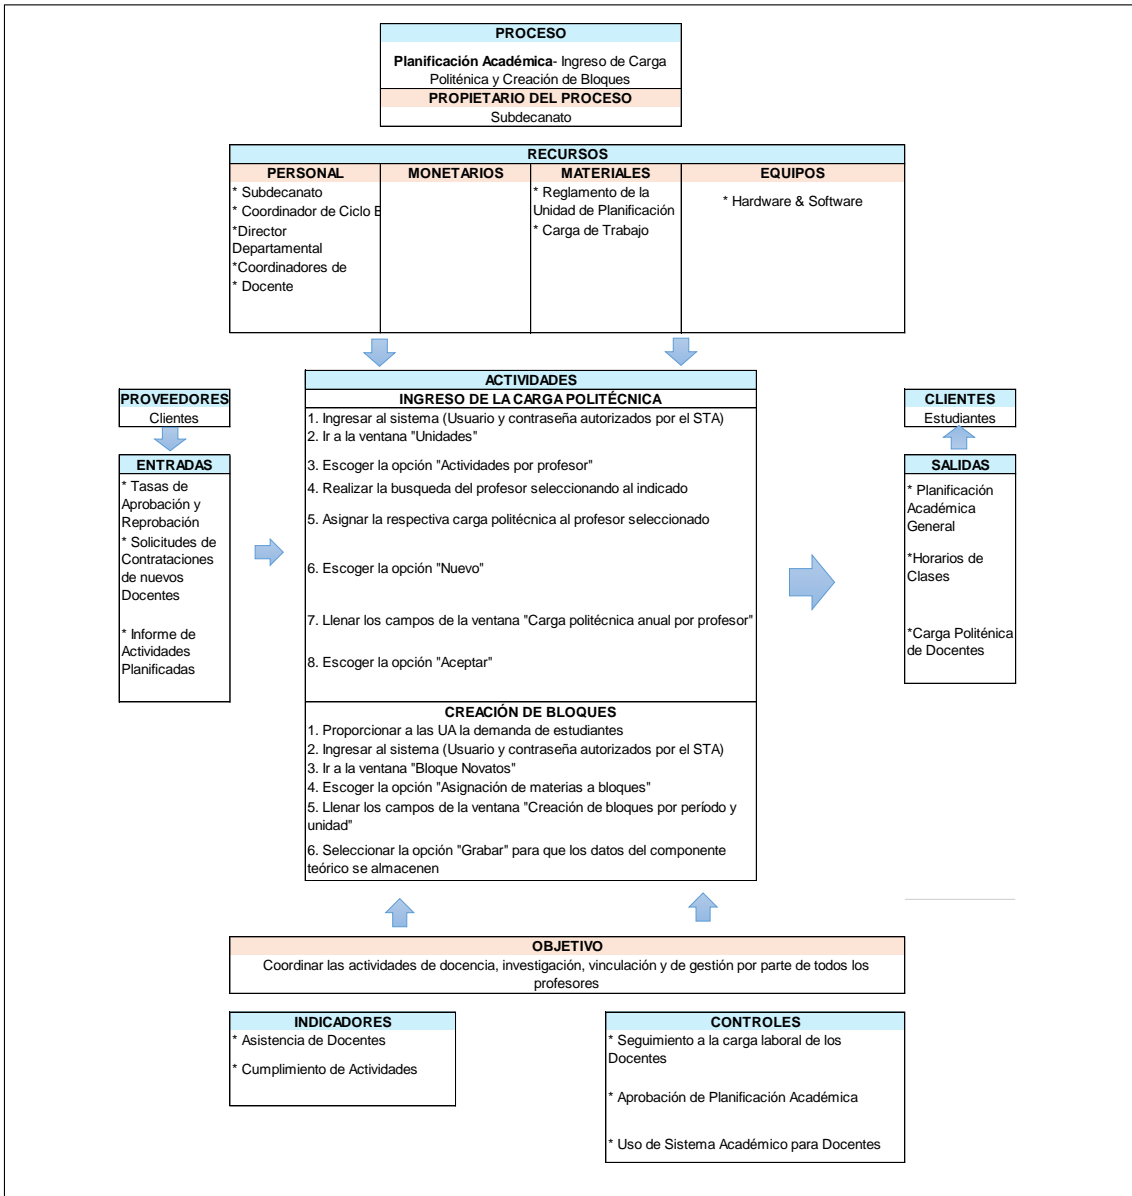 PROCESO
Planificación Académica- Ingreso de Carga
Politénica y Creación de Bloques
PROPIETARIO DEL PROCESO
Subdecanato
RECURSOS
PERSONAL
* Subdecanato
* Coordinador de Ciclo B
*Director
Departamental
*Coordinadores de
* Docente
MONETARIOS
MATERIALES
* Reglamento de la
Unidad de Planificación
* Carga de Trabajo
EQUIPOS
* Hardware & Software
PROVEEDORES
Clientes
ENTRADAS
* Tasas de
Aprobación y
Reprobación
* Solicitudes de
Contrataciones
de nuevos
Docentes
* Informe de
Actividades
Planificadas
ACTIVIDADES
INGRESO DE LA CARGA POLITÉCNICA
1. Ingresar al sistema (Usuario y contraseña autorizados por el STA)
2. Ir a la ventana "Unidades"
3. Escoger la opción "Actividades por profesor"
4. Realizar la busqueda del profesor seleccionando al indicado
5. Asignar la respectiva carga politécnica al profesor seleccionado
6. Escoger la opción "Nuevo"
7. Llenar los campos de la ventana "Carga politécnica anual por profesor"
8. Escoger la opción "Aceptar"
CREACIÓN DE BLOQUES
1. Proporcionar a las UA la demanda de estudiantes
2. Ingresar al sistema (Usuario y contraseña autorizados por el STA)
3. Ir a la ventana "Bloque Novatos"
4. Escoger la opción "Asignación de materias a bloques"
5. Llenar los campos de la ventana "Creación de bloques por período y
unidad"
6. Seleccionar la opción "Grabar" para que los datos del componente
teórico se almacenen
CLIENTES
Estudiantes
SALIDAS
* Planificación
Académica
General
*Horarios de
Clases
*Carga Politénica
de Docentes
OBJETIVO
Coordinar las actividades de docencia, investigación, vinculación y de gestión por parte de todos los
profesores
INDICADORES
* Asistencia de Docentes
* Cumplimiento de Actividades
CONTROLES
* Seguimiento a la carga laboral de los
Docentes
* Aprobación de Planificación Académica
* Uso de Sistema Académico para Docentes